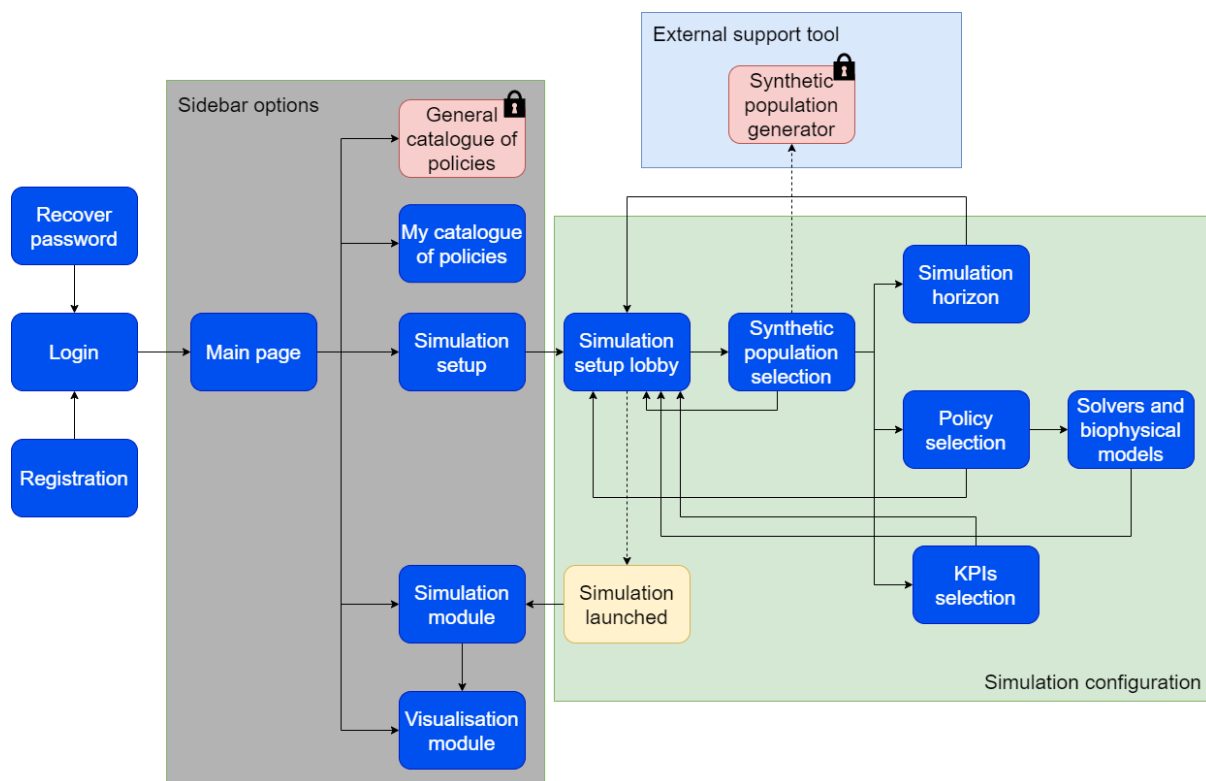 External support tool
Synthetic
population
generator
Sidebar options
General
catalogue of
policies
Recover
password
My catalogue
of policies
Simulation
horizon
Login
Main page
Simulation
setup
Simulation
setup lobby
Synthetic
population
selection
Policy
selection
Solvers and
biophysical
models
Registration
KPIs
selection
Simulation
module
Simulation
launched
Simulation configuration
Visualisation
module